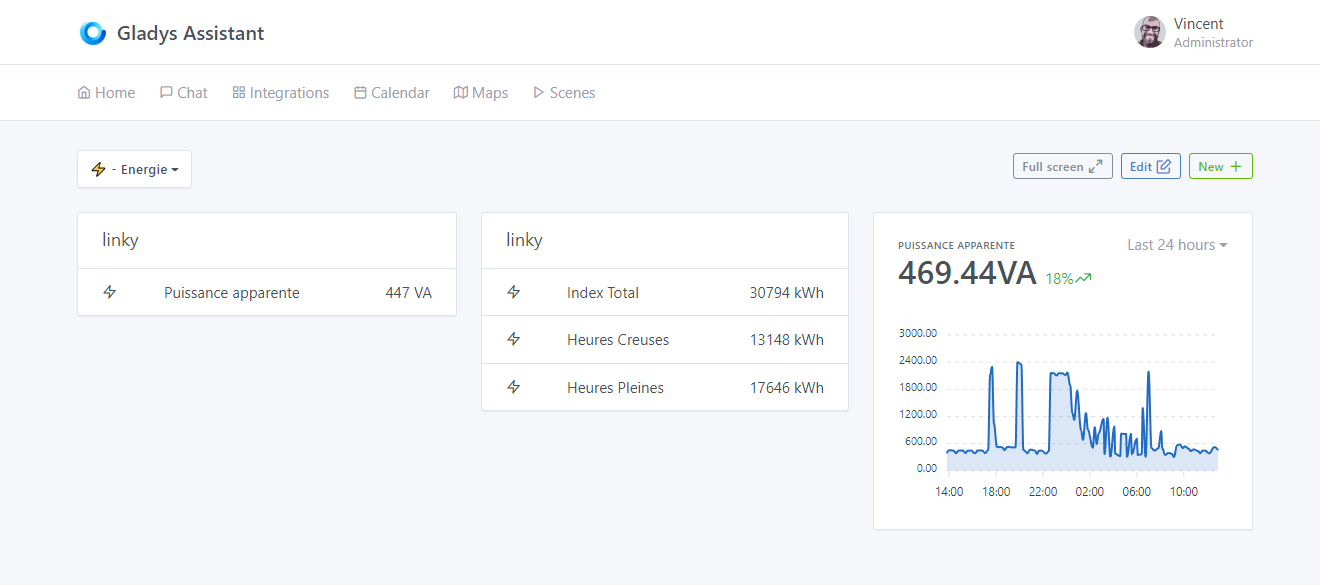 Gladys Assistant
Vincent
Administrator
Home
Chat
Integrations
Calendar
Maps
Scenes
- Energie
Full screen
Edit
New +
linky
Puissance apparente 447 VA
linky
Index Total 30794 kWh
Heures Creuses 13148 kWh
Heures Pleines 17646 kWh
PUISSANCE APPARENTE
Last 24 hours
469.44VA 18%
3000.00
2400.00
1800.00
1200.00
600.00
0.00
14:00 18:00 22:00 02:00 06:00 10:00